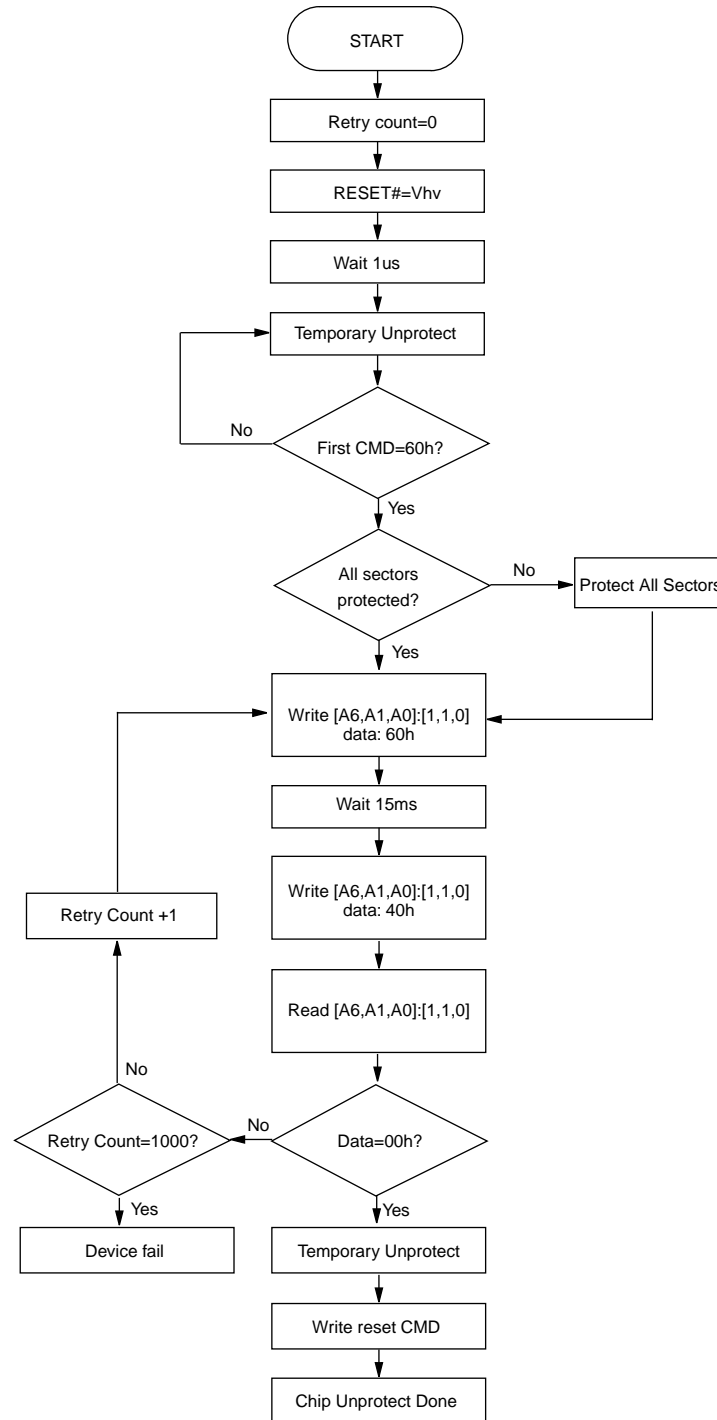 START
Retry count=0
RESET#=Vhv
Wait 1us
Temporary Unprotect
No
First CMD=60h?
Yes
All sectors
protected?
No
Protect All Sectors
Yes
Write [A6,A1,A0]:[1,1,0]
data: 60h
Wait 15ms
Write [A6,A1,A0]:[1,1,0]
data: 40h
Retry Count +1
Read [A6,A1,A0]:[1,1,0]
No
Retry Count=1000?
No
Data=00h?
Yes
Yes
Device fail
Temporary Unprotect
Write reset CMD
Chip Unprotect Done